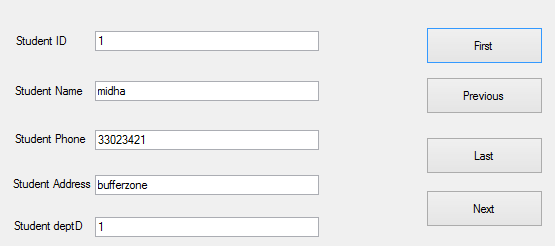 Student ID 1 First
Student Name midha Previous
Student Phone 33023421
Last
Student Address bufferzone
Next
Student deptD 1